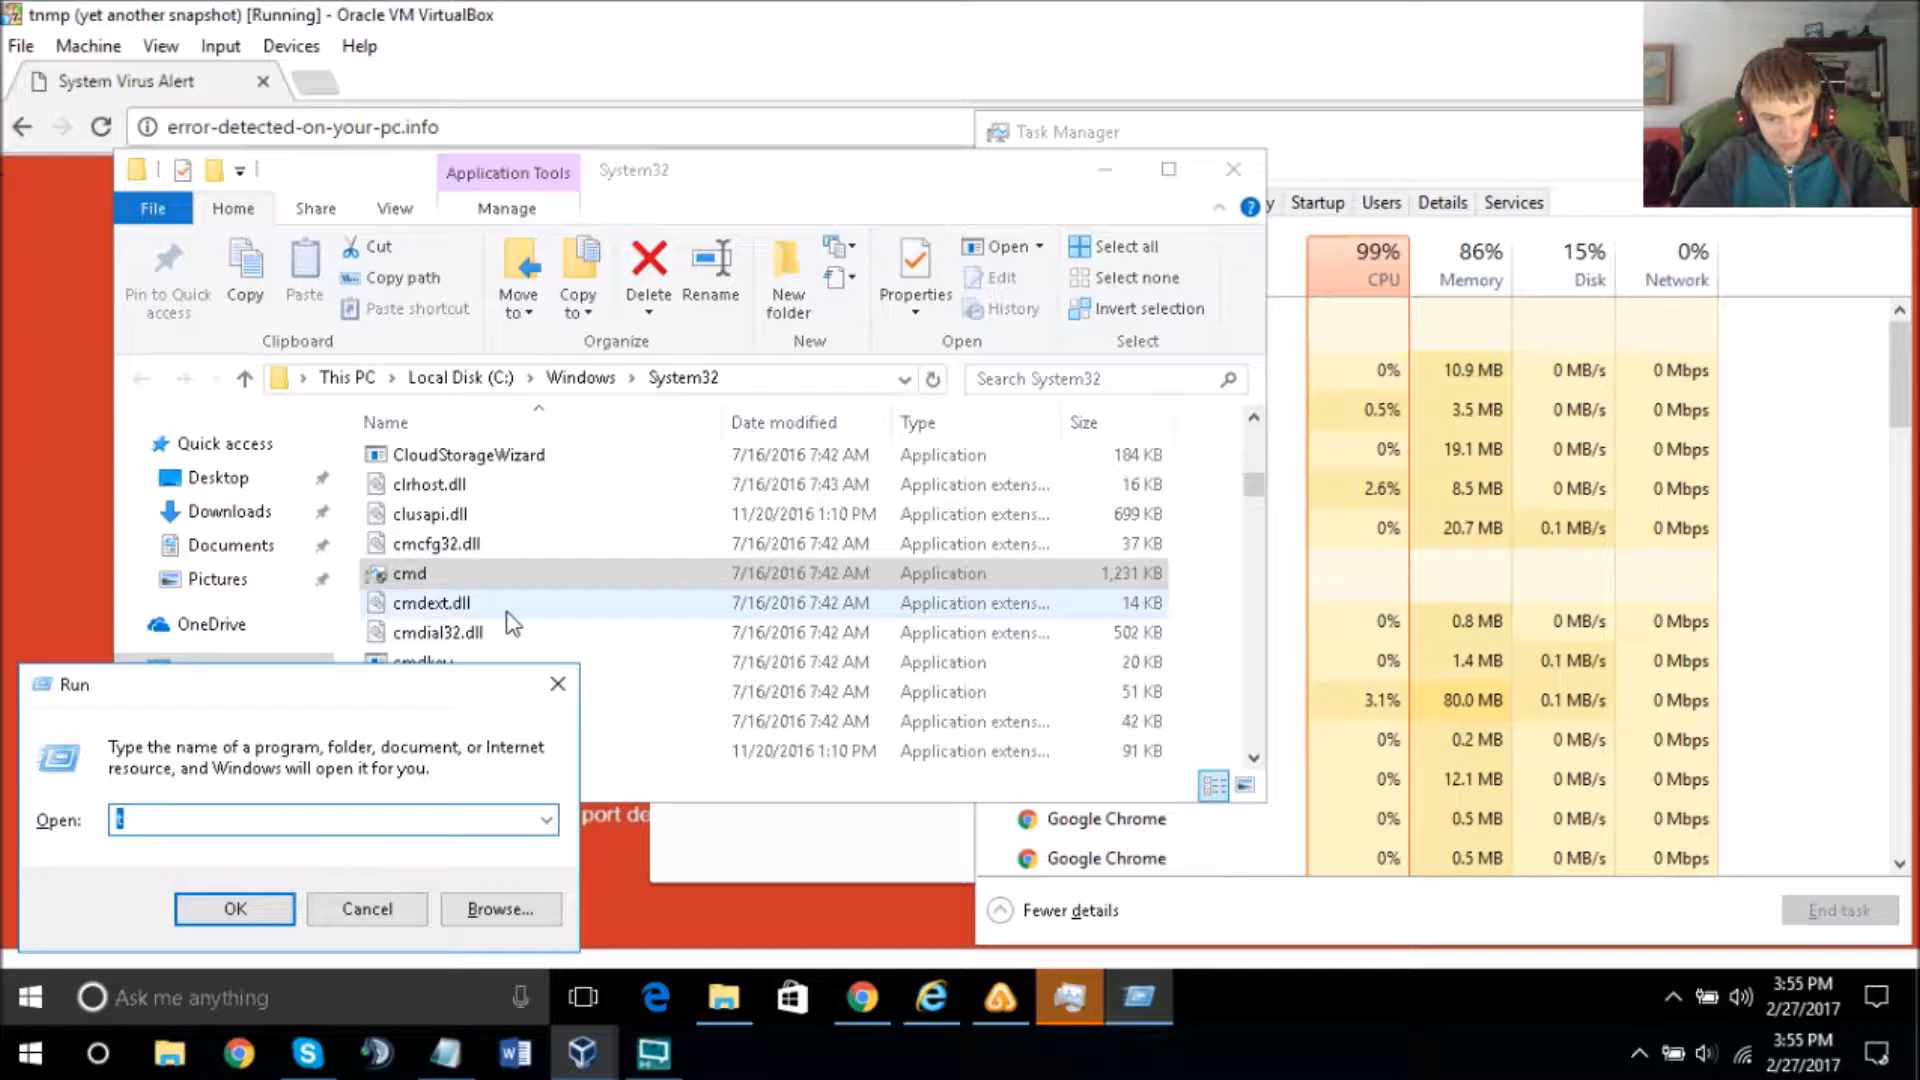 tnmp (yet another snapshot) [Running] - Oracle VM VirtualBox
File Machine View Input Devices Help
System Virus Alert
error-detected-on-your-pc.info
Task Manager
Application Tools System32
File Home Share View Manage
y Startup Users Details Services
Pin to Quick access
Copy
Paste
Cut
Copy path
Paste shortcut
Clipboard
Move to
Copy to
Delete
Rename
Organize
New folder
New
Properties
Open
Edit
History
Open
Select all
Select none
Invert selection
Select
99% 86% 15% 0%
CPU Memory Disk Network
This PC Local Disk (C:) Windows System32
Search System32
Quick access
Desktop
Downloads
Documents
Pictures
OneDrive
Name Date modified Type Size
CloudStorageWizard 7/16/2016 7:42 AM Application 184 KB
clrhost.dll 7/16/2016 7:43 AM Application extens... 16 KB
clusapi.dll 11/20/2016 1:10 PM Application extens... 699 KB
cmcfg32.dll 7/16/2016 7:42 AM Application extens... 37 KB
cmd 7/16/2016 7:42 AM Application 1,231 KB
cmdext.dll 7/16/2016 7:42 AM Application extens... 14 KB
cmdial32.dll 7/16/2016 7:42 AM Application extens... 502 KB
cmdkey 7/16/2016 7:42 AM Application 20 KB
7/16/2016 7:42 AM Application 51 KB
7/16/2016 7:42 AM Application extens... 42 KB
11/20/2016 1:10 PM Application extens... 91 KB
0% 10.9 MB 0 MB/s 0 Mbps
0.5% 3.5 MB 0 MB/s 0 Mbps
0% 19.1 MB 0 MB/s 0 Mbps
2.6% 8.5 MB 0 MB/s 0 Mbps
0% 20.7 MB 0.1 MB/s 0 Mbps
0% 0.8 MB 0 MB/s 0 Mbps
0% 1.4 MB 0.1 MB/s 0 Mbps
3.1% 80.0 MB 0.1 MB/s 0 Mbps
0% 0.2 MB 0 MB/s 0 Mbps
0% 12.1 MB 0 MB/s 0 Mbps
Google Chrome 0% 0.5 MB 0 MB/s 0 Mbps
Google Chrome 0% 0.5 MB 0 MB/s 0 Mbps
Fewer details End task
port de
Run
Type the name of a program, folder, document, or Internet
resource, and Windows will open it for you.
Open: t
OK Cancel Browse...
Ask me anything
3:55 PM
2/27/2017
3:55 PM
2/27/2017